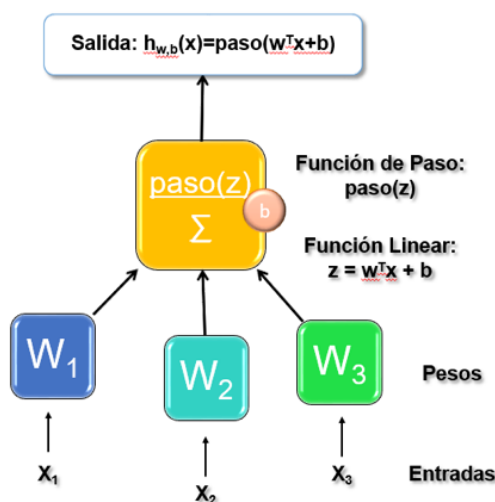 Salida: h_w,b(x)=paso(wᵀx+b)
paso(z)
Σ
b
Función de Paso:
paso(z)
Función Linear:
z = wᵀx + b
W₁
W₂
W₃
Pesos
X₁
X₂
X₃
Entradas